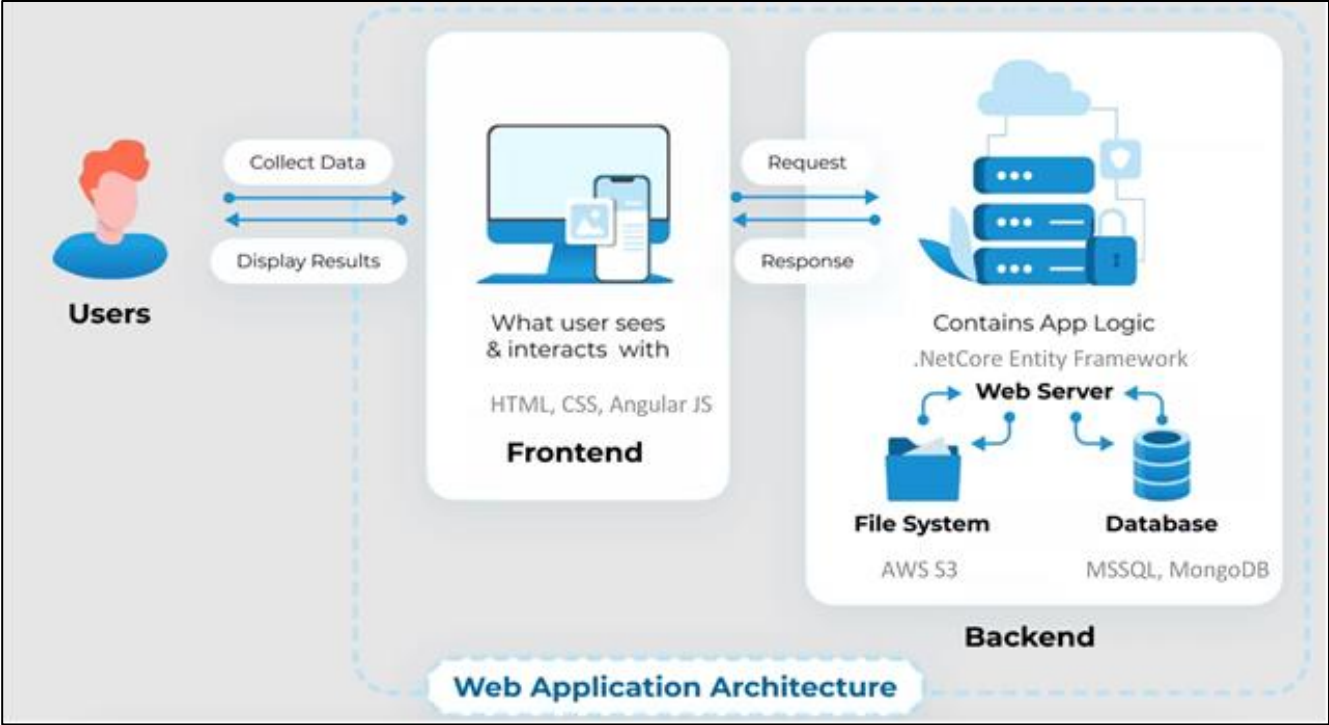 Collect Data
Display Results
Users
What user sees
& interacts with
HTML, CSS, Angular JS
Frontend
Request
Response
Contains App Logic
.NetCore Entity Framework
Web Server
File System
AWS S3
Database
MSSQL, MongoDB
Backend
Web Application Architecture